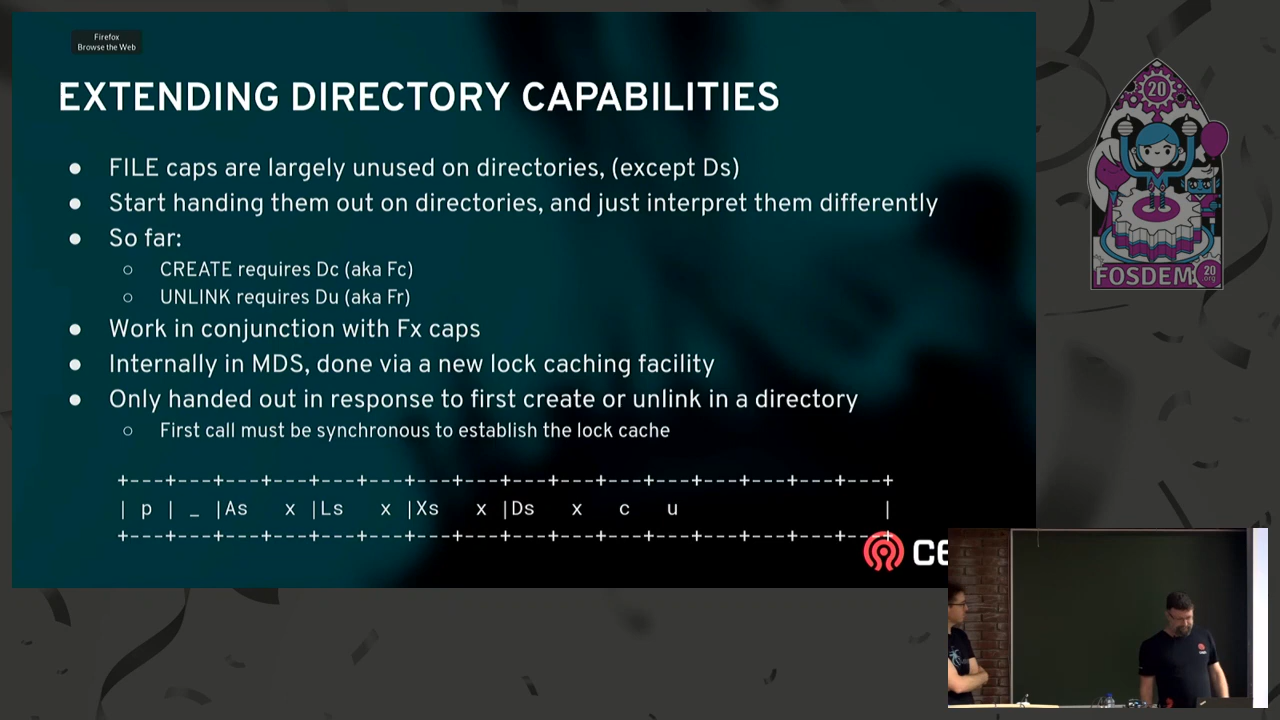 Firefox
Browse the Web
EXTENDING DIRECTORY CAPABILITIES
● FILE caps are largely unused on directories, (except Ds)
● Start handing them out on directories, and just interpret them differently
● So far:
○ CREATE requires Dc (aka Fc)
○ UNLINK requires Du (aka Fr)
● Work in conjunction with Fx caps
● Internally in MDS, done via a new lock caching facility
● Only handed out in response to first create or unlink in a directory
○ First call must be synchronous to establish the lock cache
+---+---+---+---+---+---+---+---+---+---+---+---+---+---+---+---+
| p | _ |As   x |Ls   x |Xs   x |Ds   x   c   u                 |
+---+---+---+---+---+---+---+---+---+---+---+---+---+---+---+---+
CE
20
FOSDEM
20
.org